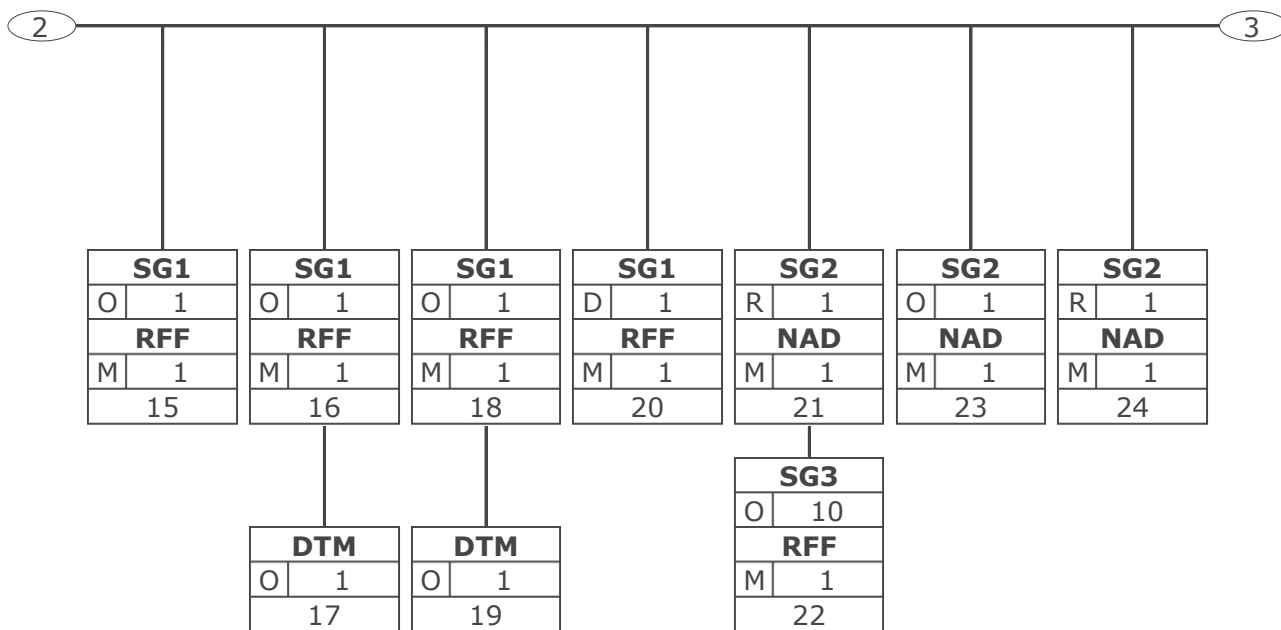 2
3
SG1 SG1 SG1 SG1 SG2 SG2 SG2
O 1 O 1 O 1 D 1 R 1 O 1 R 1
RFF RFF RFF RFF NAD NAD NAD
M 1 M 1 M 1 M 1 M 1 M 1 M 1
15 16 18 20 21 23 24
SG3
O 10
DTM DTM RFF
O 1 O 1 M 1
17 19 22